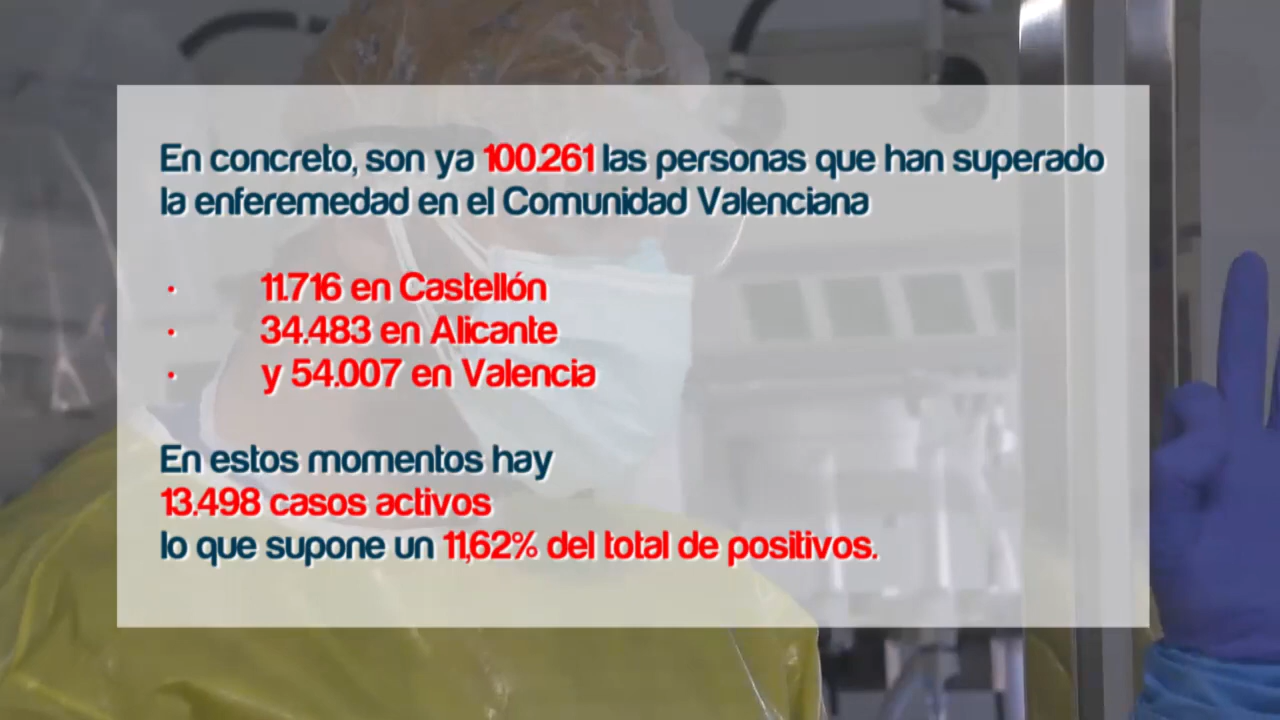 En concreto, son ya 100.261 las personas que han superado
la enferemedad en el Comunidad Valenciana
· 11.716 en Castellón
· 34.483 en Alicante
· y 54.007 en Valencia
En estos momentos hay
13.498 casos activos
lo que supone un 11,62% del total de positivos.